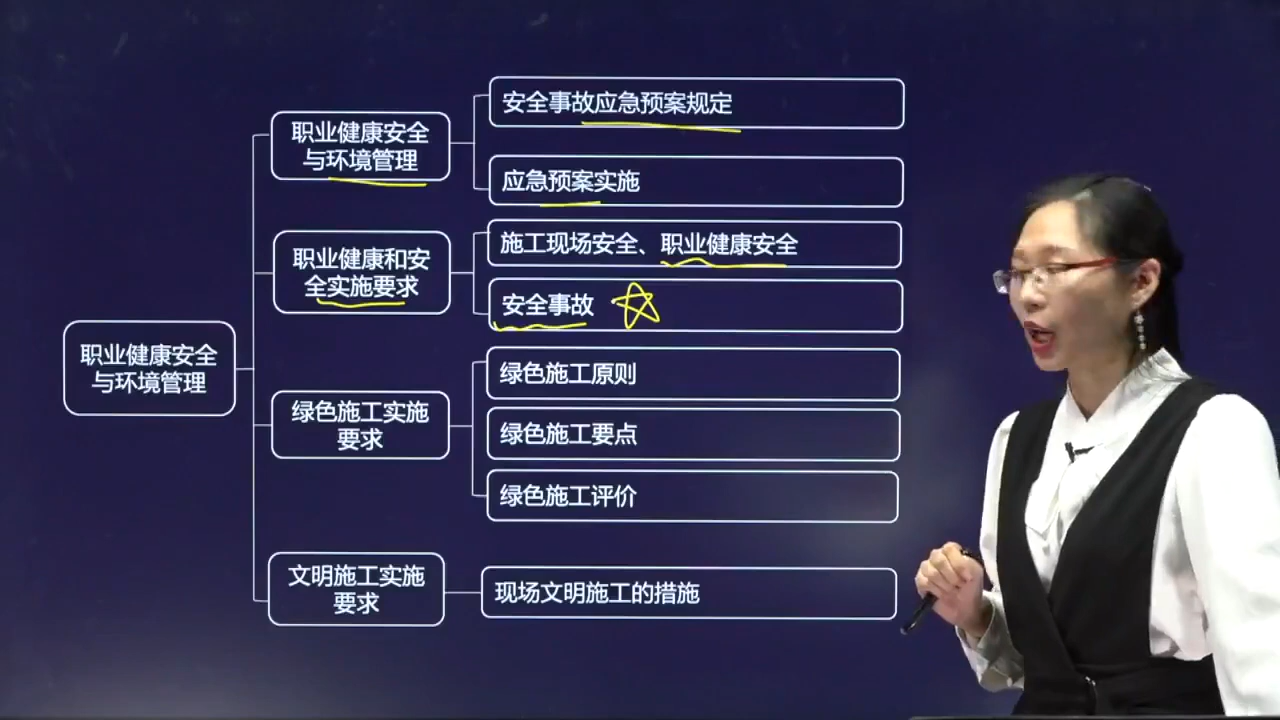 职业健康安全
与环境管理
职业健康安全
与环境管理
安全事故应急预案规定
应急预案实施
职业健康和安
全实施要求
施工现场安全、职业健康安全
安全事故
绿色施工实施
要求
绿色施工原则
绿色施工要点
绿色施工评价
文明施工实施
要求
现场文明施工的措施